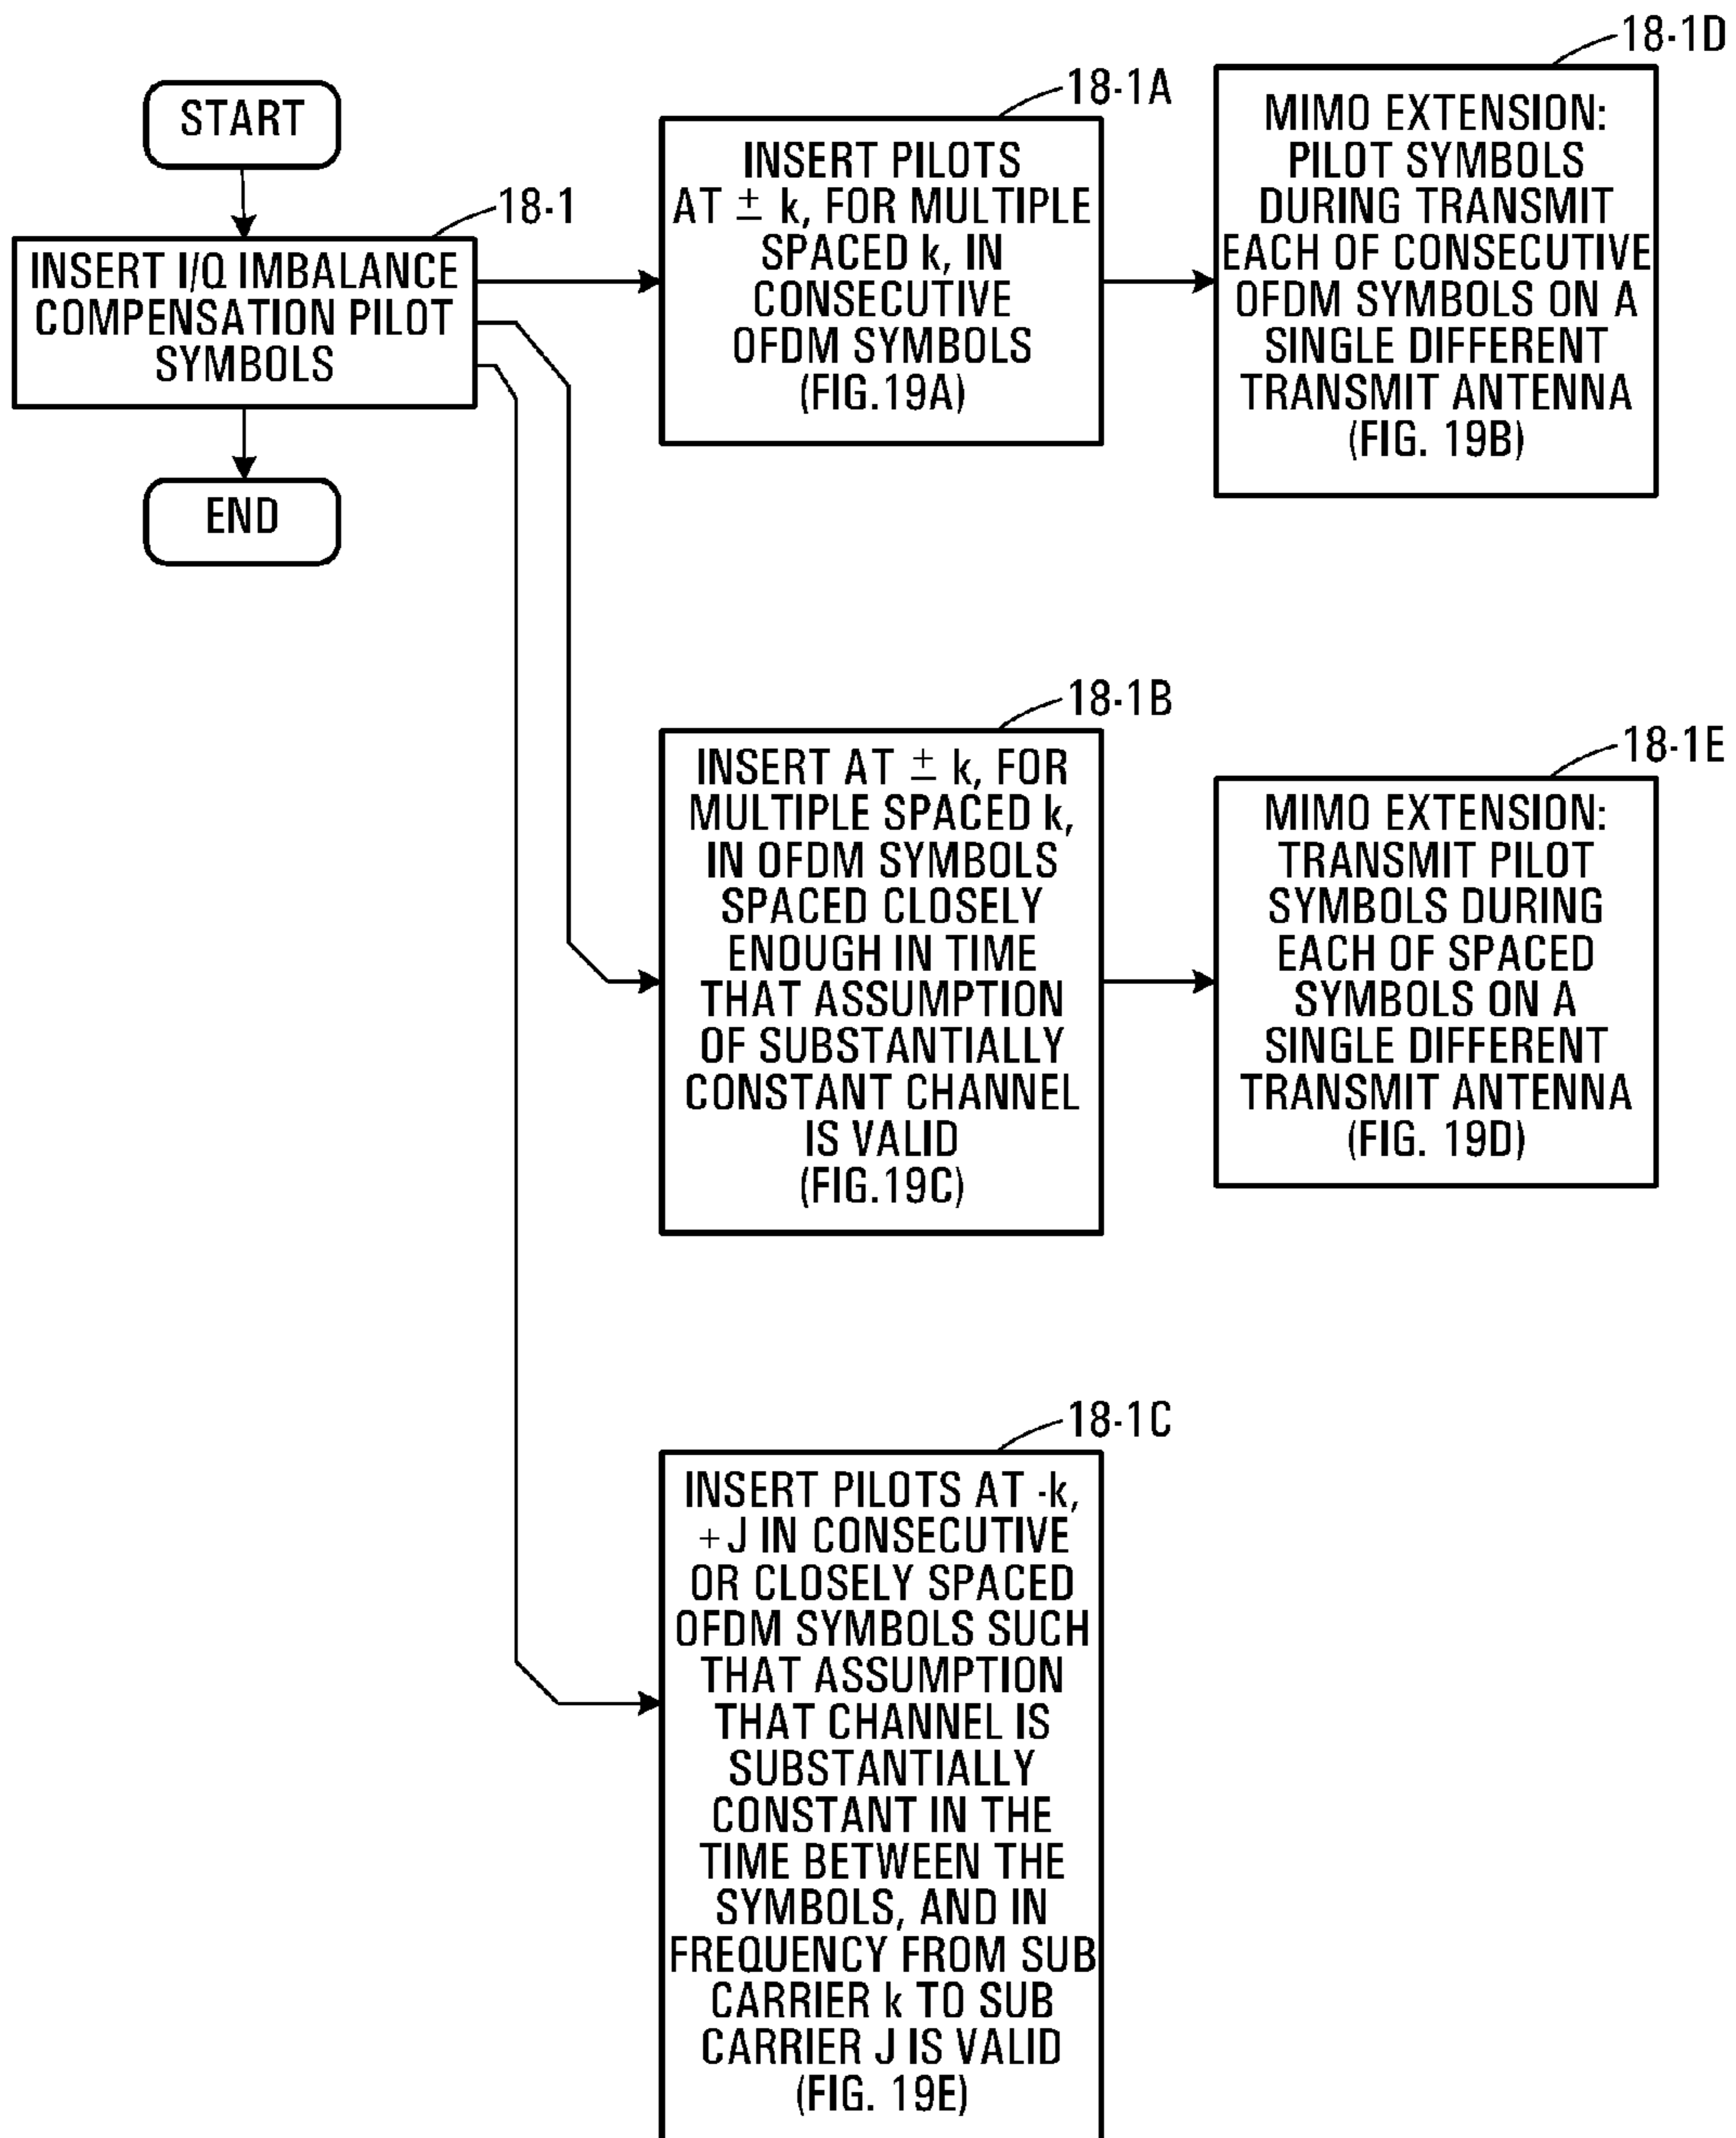 START
18-1
INSERT I/Q IMBALANCE
COMPENSATION PILOT
SYMBOLS
END
18-1A
INSERT PILOTS
AT ± k, FOR MULTIPLE
SPACED k, IN
CONSECUTIVE
OFDM SYMBOLS
(FIG.19A)
18-1D
MIMO EXTENSION:
PILOT SYMBOLS
DURING TRANSMIT
EACH OF CONSECUTIVE
OFDM SYMBOLS ON A
SINGLE DIFFERENT
TRANSMIT ANTENNA
(FIG. 19B)
18-1B
INSERT AT ± k, FOR
MULTIPLE SPACED k,
IN OFDM SYMBOLS
SPACED CLOSELY
ENOUGH IN TIME
THAT ASSUMPTION
OF SUBSTANTIALLY
CONSTANT CHANNEL
IS VALID
(FIG.19C)
18-1E
MIMO EXTENSION:
TRANSMIT PILOT
SYMBOLS DURING
EACH OF SPACED
SYMBOLS ON A
SINGLE DIFFERENT
TRANSMIT ANTENNA
(FIG. 19D)
18-1C
INSERT PILOTS AT -k,
+J IN CONSECUTIVE
OR CLOSELY SPACED
OFDM SYMBOLS SUCH
THAT ASSUMPTION
THAT CHANNEL IS
SUBSTANTIALLY
CONSTANT IN THE
TIME BETWEEN THE
SYMBOLS, AND IN
FREQUENCY FROM SUB
CARRIER k TO SUB
CARRIER J IS VALID
(FIG. 19E)